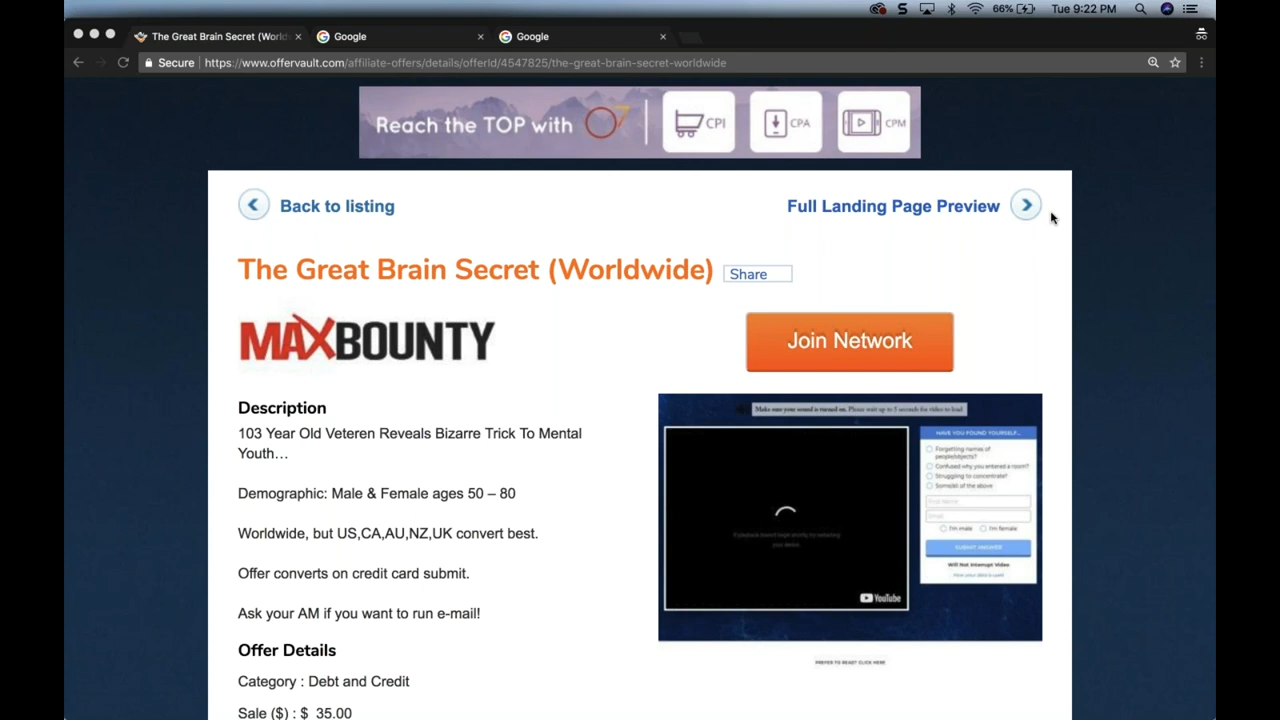 66%
Tue 9:22 PM
The Great Brain Secret (World
Google
Google
Secure
https://www.offervault.com/affiliate-offers/details/offerId/4547825/the-great-brain-secret-worldwide
Reach the TOP with O7
CPI
CPA
CPM
Back to listing
Full Landing Page Preview
The Great Brain Secret (Worldwide)
Share
MAXBOUNTY
Join Network
Description
103 Year Old Veteren Reveals Bizarre Trick To Mental
Youth…
Demographic: Male & Female ages 50 – 80
Worldwide, but US,CA,AU,NZ,UK convert best.
Offer converts on credit card submit.
Ask your AM if you want to run e-mail!
Offer Details
Category : Debt and Credit
Sale ($) : $ 35.00
Make sure your sound is turned on. Please wait up to 5 seconds for video to load
YouTube
HAVE YOU FOUND YOURSELF...
Forgetting names of
people/objects?
Confused why you entered a room?
Struggling to concentrate?
Some/all of the above
First Name
Email
I'm male
I'm female
SUBMIT ANSWER
Will Not Interrupt Video
PREFER TO READ? CLICK HERE